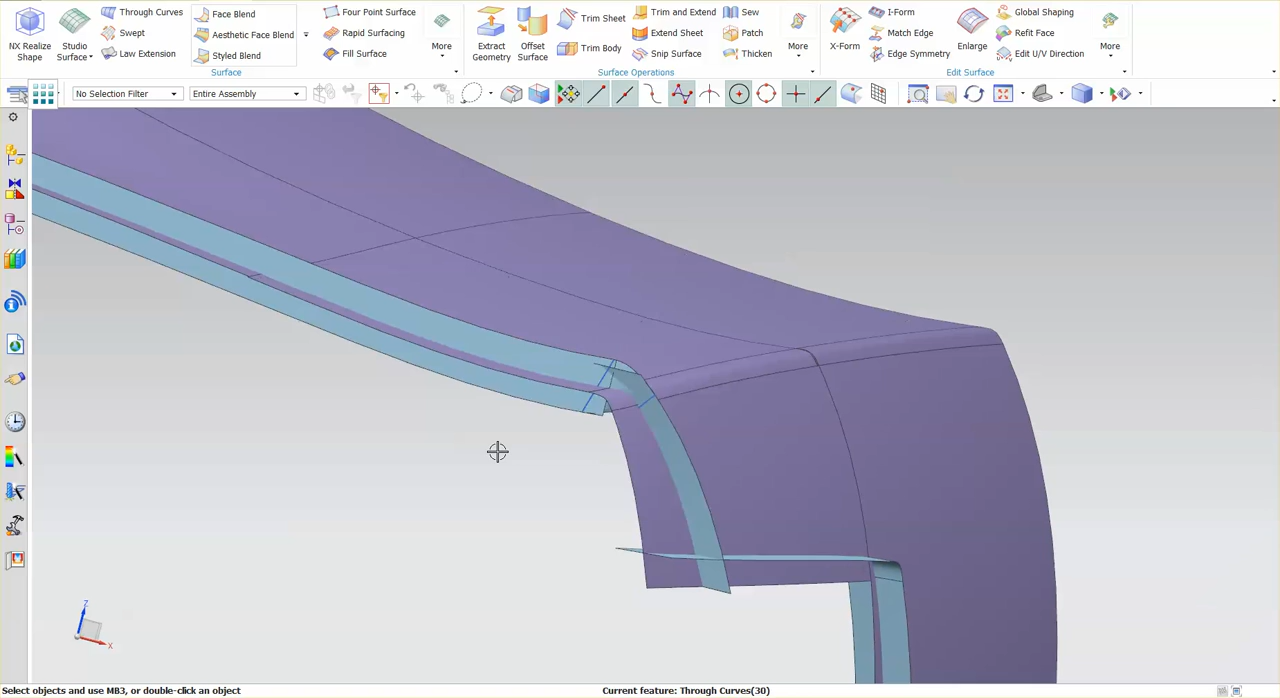 NX Realize
Shape
Studio
Surface
Through Curves
Swept
Law Extension
Face Blend
Aesthetic Face Blend
Styled Blend
Four Point Surface
Rapid Surfacing
Fill Surface
More
Surface
Extract
Geometry
Offset
Surface
Trim Sheet
Trim Body
Trim and Extend
Extend Sheet
Snip Surface
Sew
Patch
Thicken
More
Surface Operations
X-Form
I-Form
Match Edge
Edge Symmetry
Enlarge
Global Shaping
Refit Face
Edit U/V Direction
More
Edit Surface
No Selection Filter
Entire Assembly
Z
X
Select objects and use MB3, or double-click an object
Current feature: Through Curves(30)